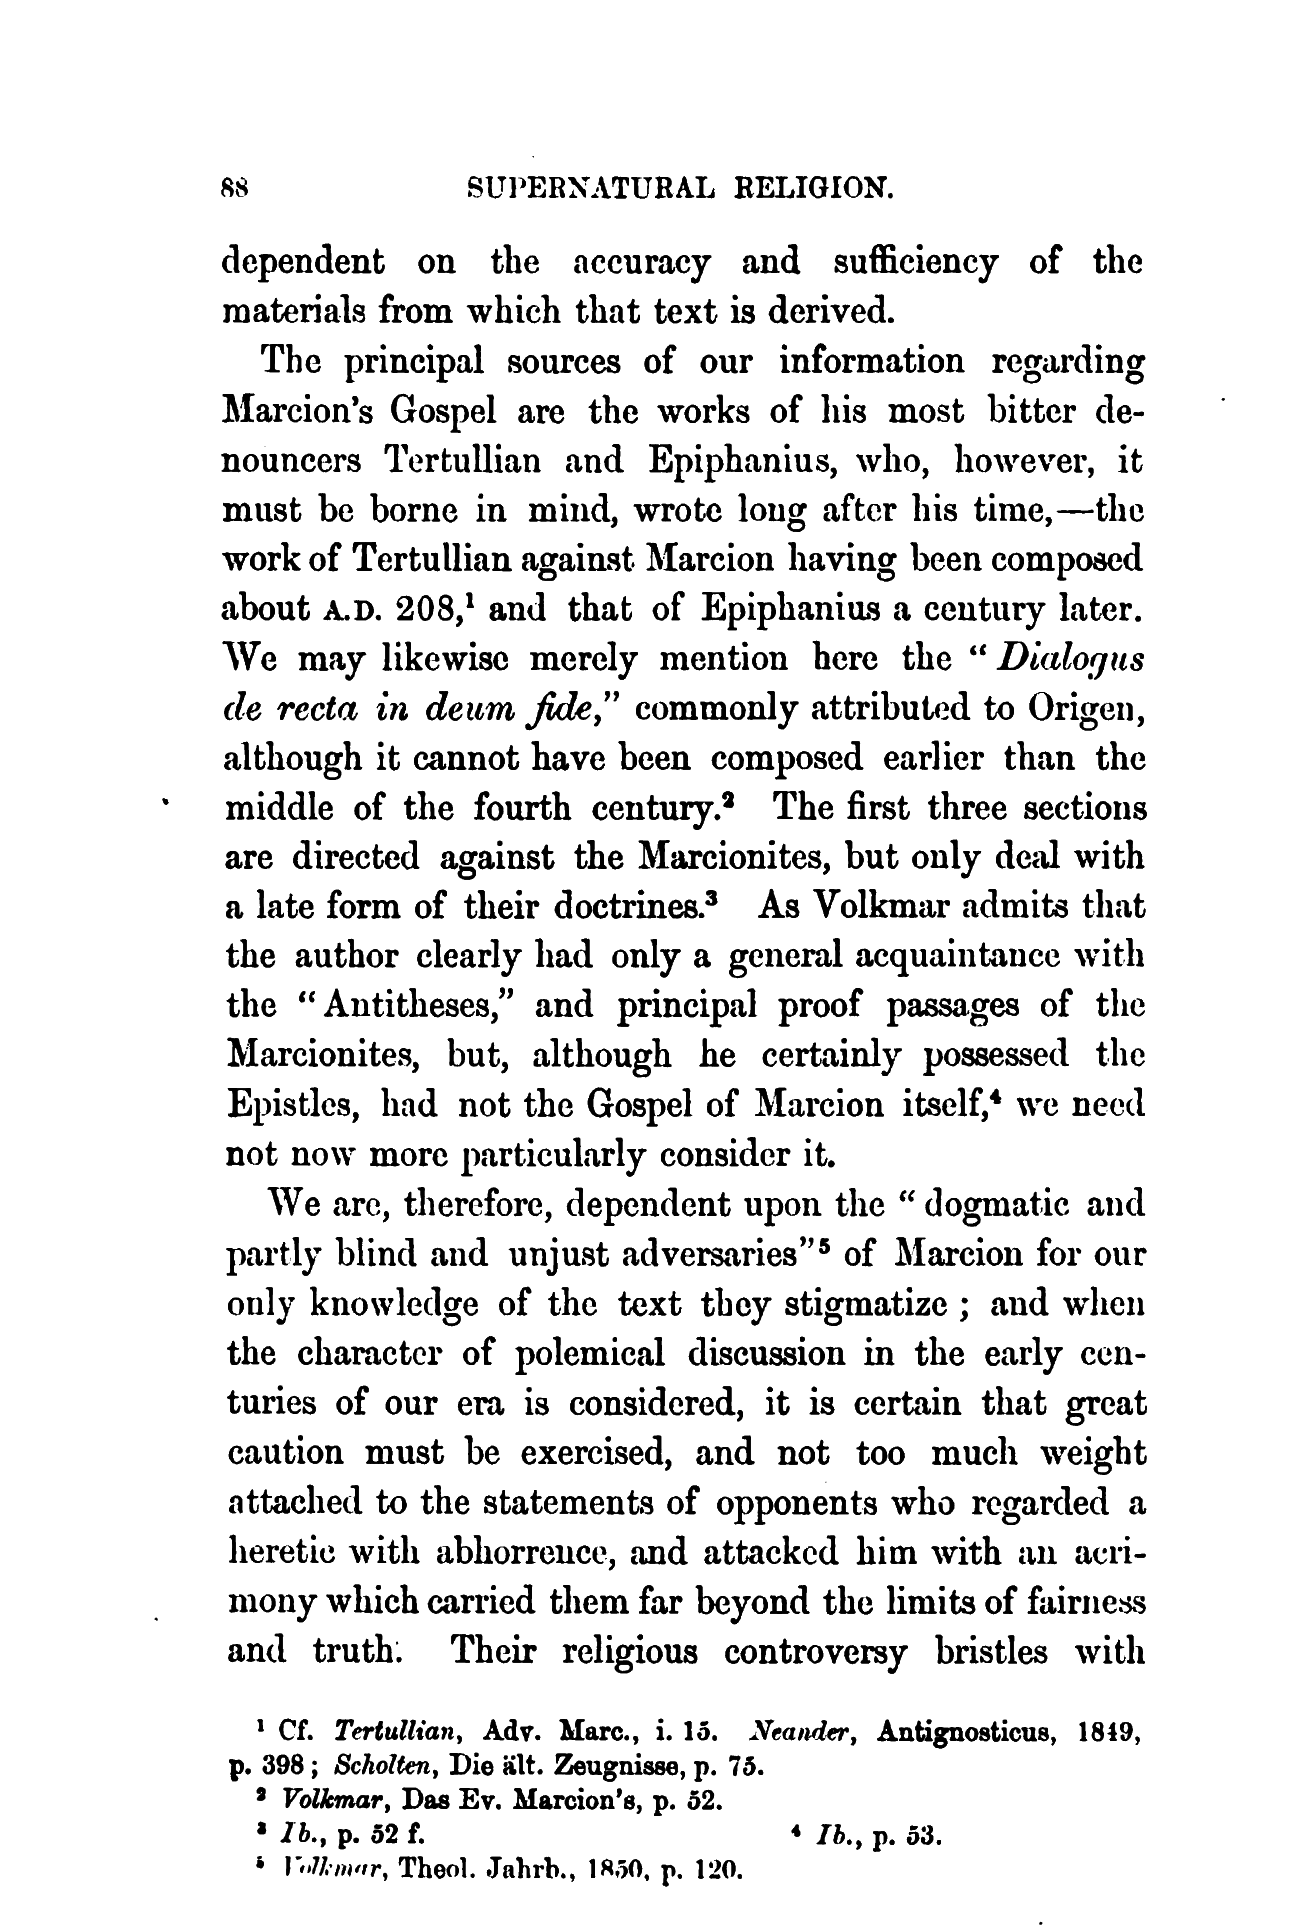 88 SUPERNATURAL RELIGION.
dependent on the accuracy and sufficiency of the
materials from which that text is derived.
The principal sources of our information regarding
Marcion's Gospel are the works of his most bitter de-
nouncers Tertullian and Epiphanius, who, however, it
must be borne in mind, wrote long after his time,—the
work of Tertullian against Marcion having been composed
about A.D. 208,¹ and that of Epiphanius a century later.
We may likewise merely mention here the "Dialogus
de recta in deum fide," commonly attributed to Origen,
although it cannot have been composed earlier than the
middle of the fourth century.² The first three sections
are directed against the Marcionites, but only deal with
a late form of their doctrines.³ As Volkmar admits that
the author clearly had only a general acquaintance with
the "Antitheses," and principal proof passages of the
Marcionites, but, although he certainly possessed the
Epistles, had not the Gospel of Marcion itself,⁴ we need
not now more particularly consider it.
We are, therefore, dependent upon the "dogmatic and
partly blind and unjust adversaries"⁵ of Marcion for our
only knowledge of the text they stigmatize; and when
the character of polemical discussion in the early cen-
turies of our era is considered, it is certain that great
caution must be exercised, and not too much weight
attached to the statements of opponents who regarded a
heretic with abhorrence, and attacked him with an acri-
mony which carried them far beyond the limits of fairness
and truth. Their religious controversy bristles with
¹ Cf. Tertullian, Adv. Marc., i. 15. Neander, Antignosticus, 1849,
p. 398; Scholten, Die ält. Zeugnisse, p. 75.
² Volkmar, Das Ev. Marcion's, p. 52.
³ Ib., p. 52 f. ⁴ Ib., p. 53.
⁵ Volkmar, Theol. Jahrb., 1850, p. 120.